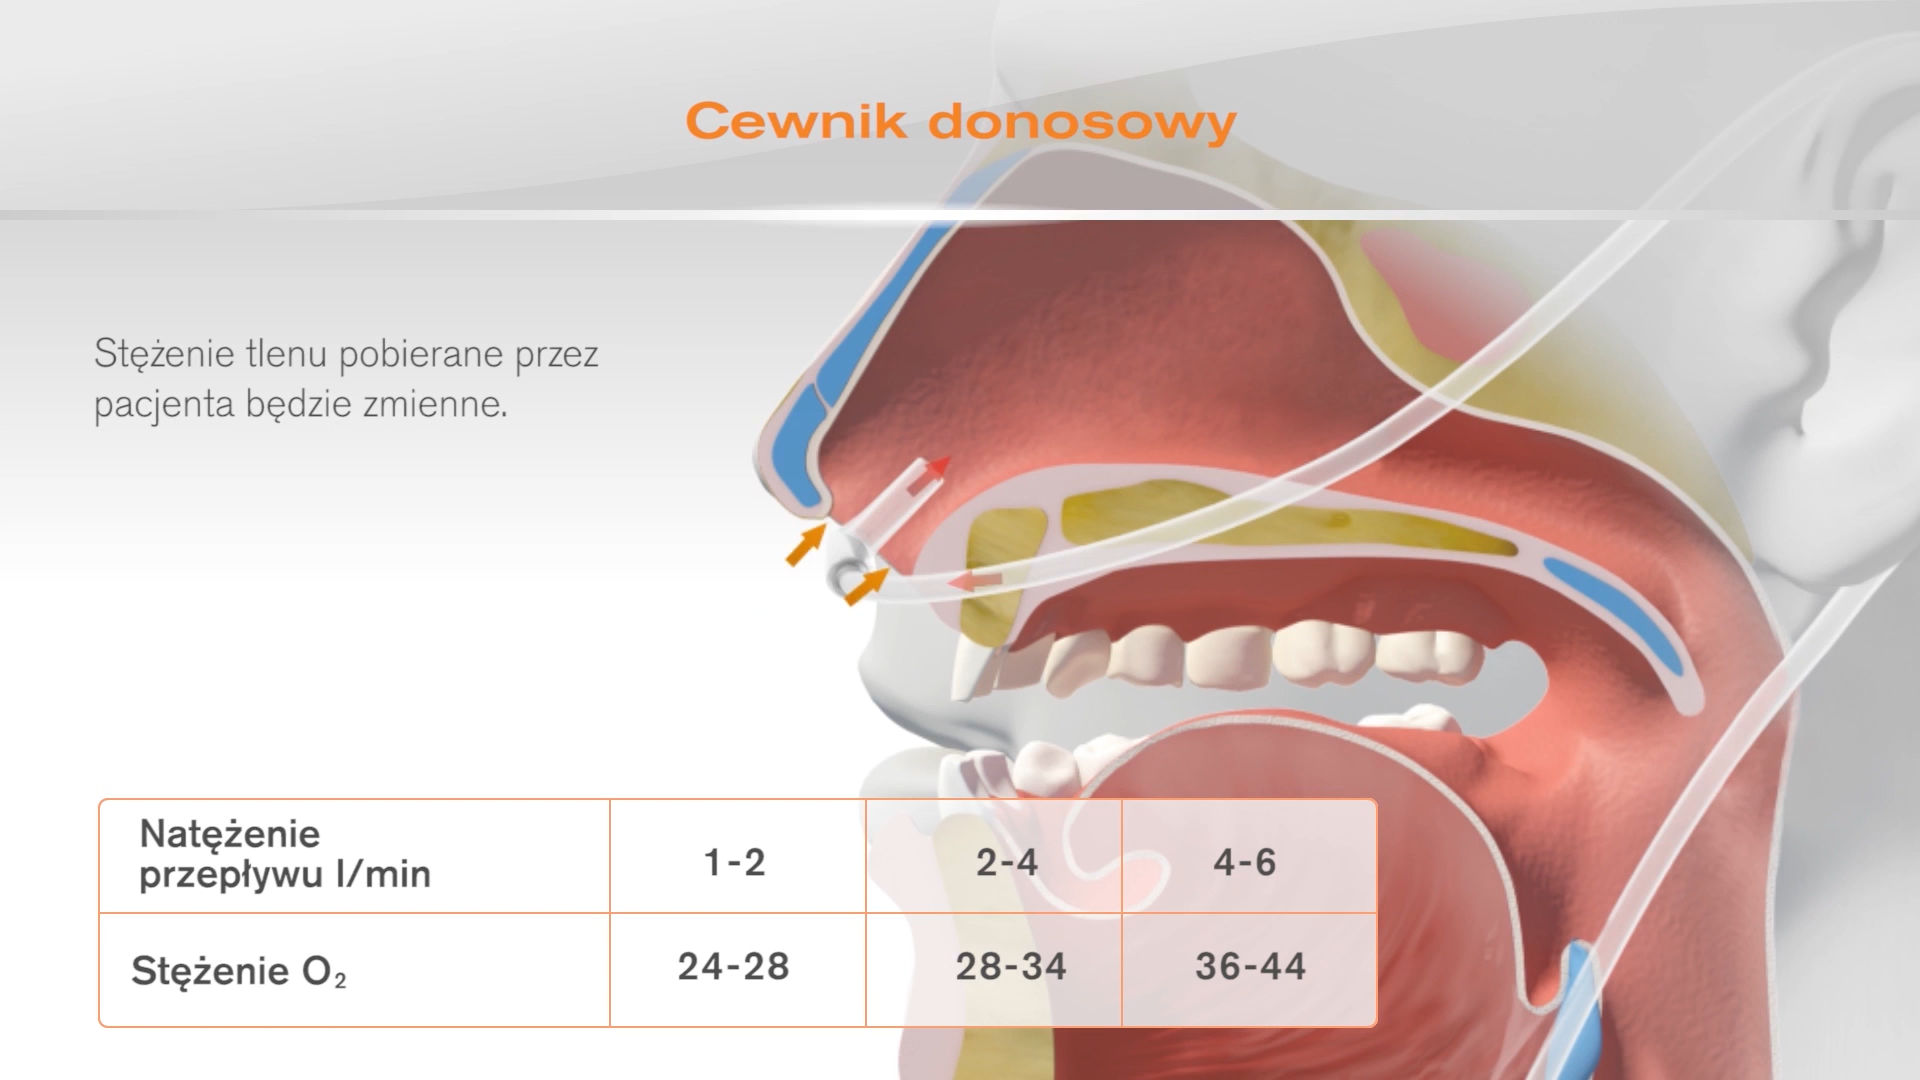 Cewnik donosowy
Stężenie tlenu pobierane przez
pacjenta będzie zmienne.
Natężenie
przepływu l/min
1-2
2-4
4-6
Stężenie O₂
24-28
28-34
36-44